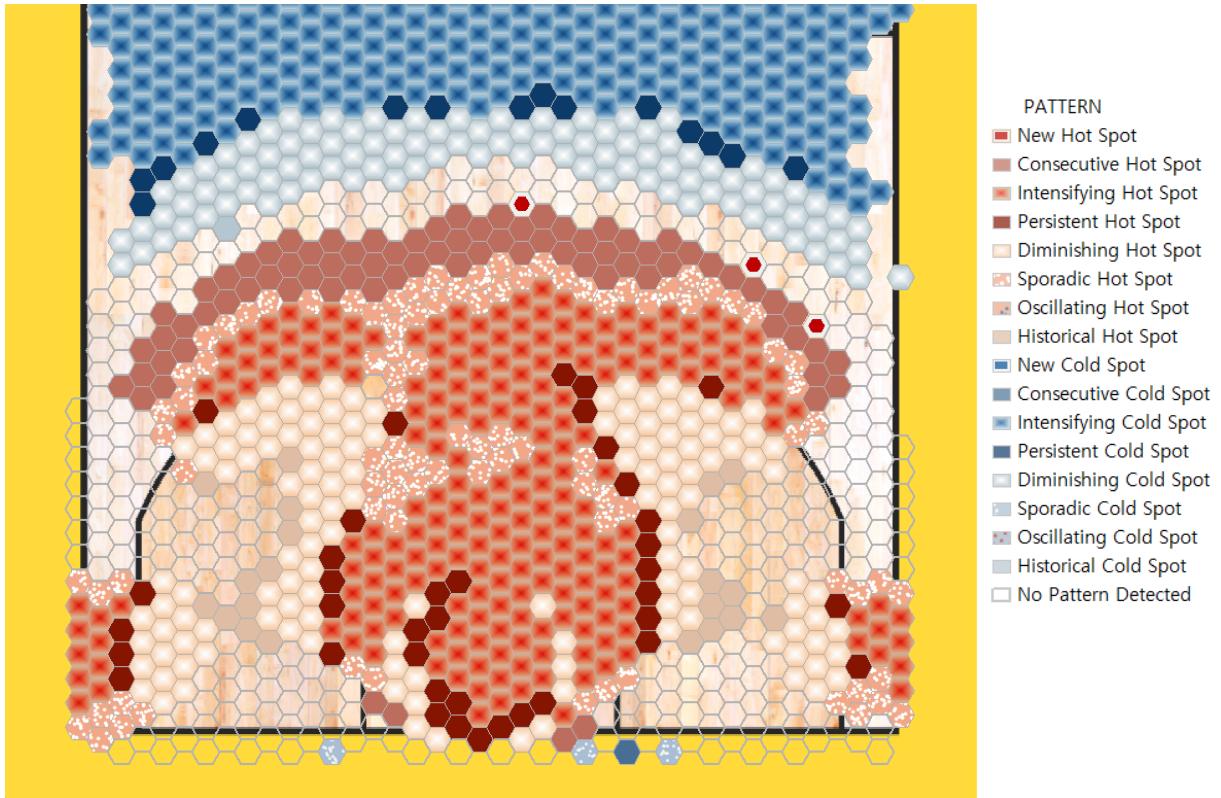 PATTERN
New Hot Spot
Consecutive Hot Spot
Intensifying Hot Spot
Persistent Hot Spot
Diminishing Hot Spot
Sporadic Hot Spot
Oscillating Hot Spot
Historical Hot Spot
New Cold Spot
Consecutive Cold Spot
Intensifying Cold Spot
Persistent Cold Spot
Diminishing Cold Spot
Sporadic Cold Spot
Oscillating Cold Spot
Historical Cold Spot
No Pattern Detected